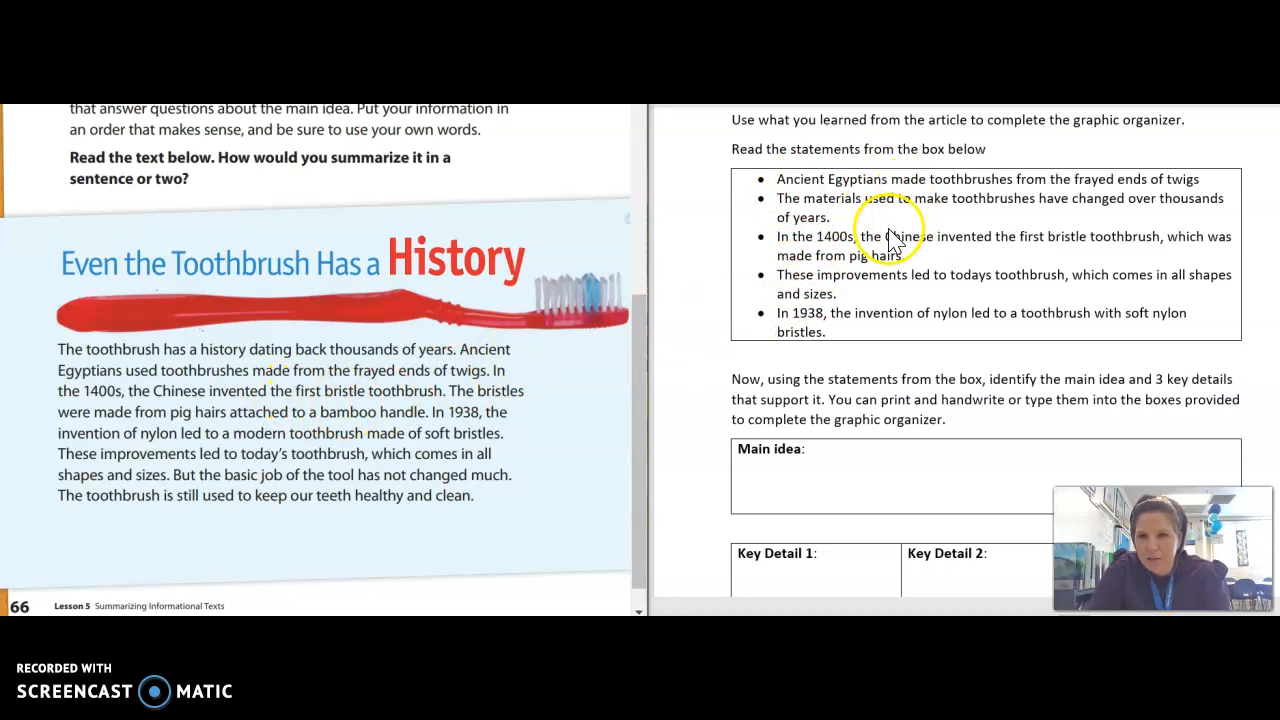 that answer questions about the main idea. Put your information in
an order that makes sense, and be sure to use your own words.
Read the text below. How would you summarize it in a
sentence or two?
Even the Toothbrush Has a History
The toothbrush has a history dating back thousands of years. Ancient
Egyptians used toothbrushes made from the frayed ends of twigs. In
the 1400s, the Chinese invented the first bristle toothbrush. The bristles
were made from pig hairs attached to a bamboo handle. In 1938, the
invention of nylon led to a modern toothbrush made of soft bristles.
These improvements led to today's toothbrush, which comes in all
shapes and sizes. But the basic job of the tool has not changed much.
The toothbrush is still used to keep our teeth healthy and clean.
66 Lesson 5 Summarizing Informational Texts
Use what you learned from the article to complete the graphic organizer.
Read the statements from the box below
• Ancient Egyptians made toothbrushes from the frayed ends of twigs
• The materials used to make toothbrushes have changed over thousands
of years.
• In the 1400s, the Chinese invented the first bristle toothbrush, which was
made from pig hairs.
• These improvements led to todays toothbrush, which comes in all shapes
and sizes.
• In 1938, the invention of nylon led to a toothbrush with soft nylon
bristles.
Now, using the statements from the box, identify the main idea and 3 key details
that support it. You can print and handwrite or type them into the boxes provided
to complete the graphic organizer.
Main idea:
Key Detail 1: Key Detail 2:
RECORDED WITH
SCREENCAST MATIC